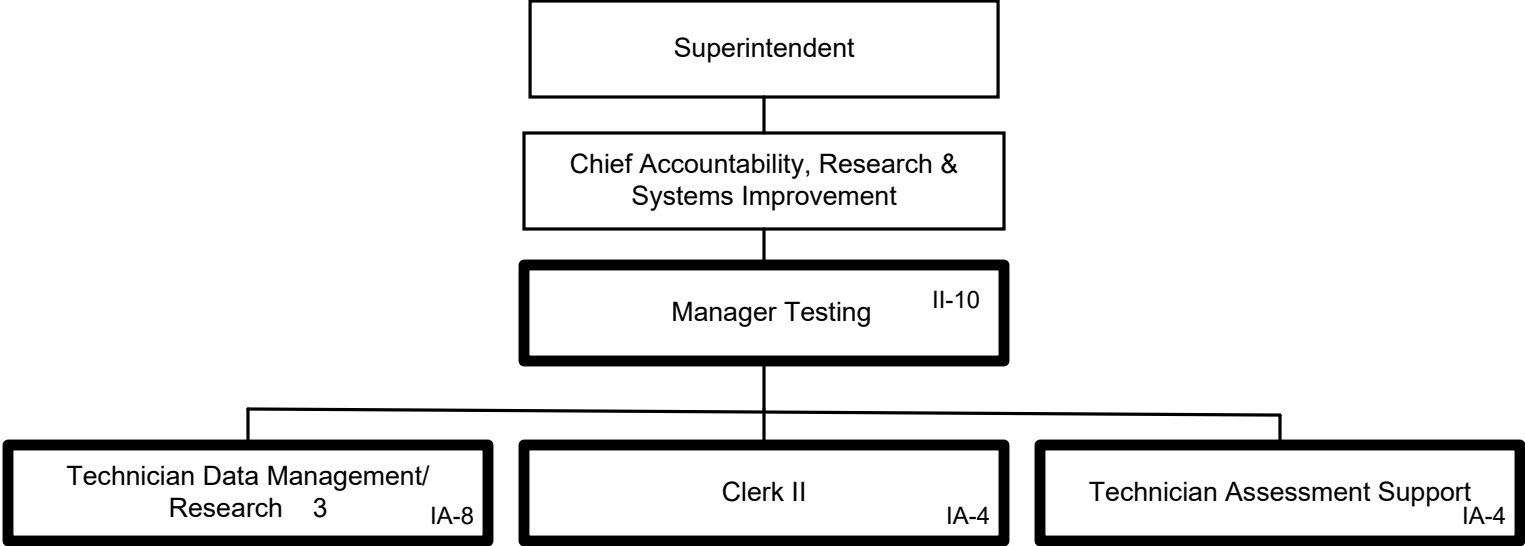 Superintendent
Chief Accountability, Research &
Systems Improvement
Manager Testing
II-10
Technician Data Management/
Research 3
IA-8
Clerk II
IA-4
Technician Assessment Support
IA-4